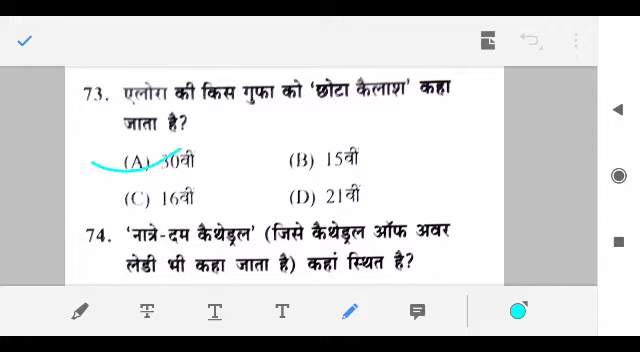 73. एलोरा की किस गुफा को 'छोटा कैलाश' कहा
जाता है?
(A) 30वीं (B) 15वीं
(C) 16वीं (D) 21वीं
74. 'नात्रे-दम कैथेड्रल' (जिसे कैथेड्रल ऑफ अवर
लेडी भी कहा जाता है) कहां स्थित है?